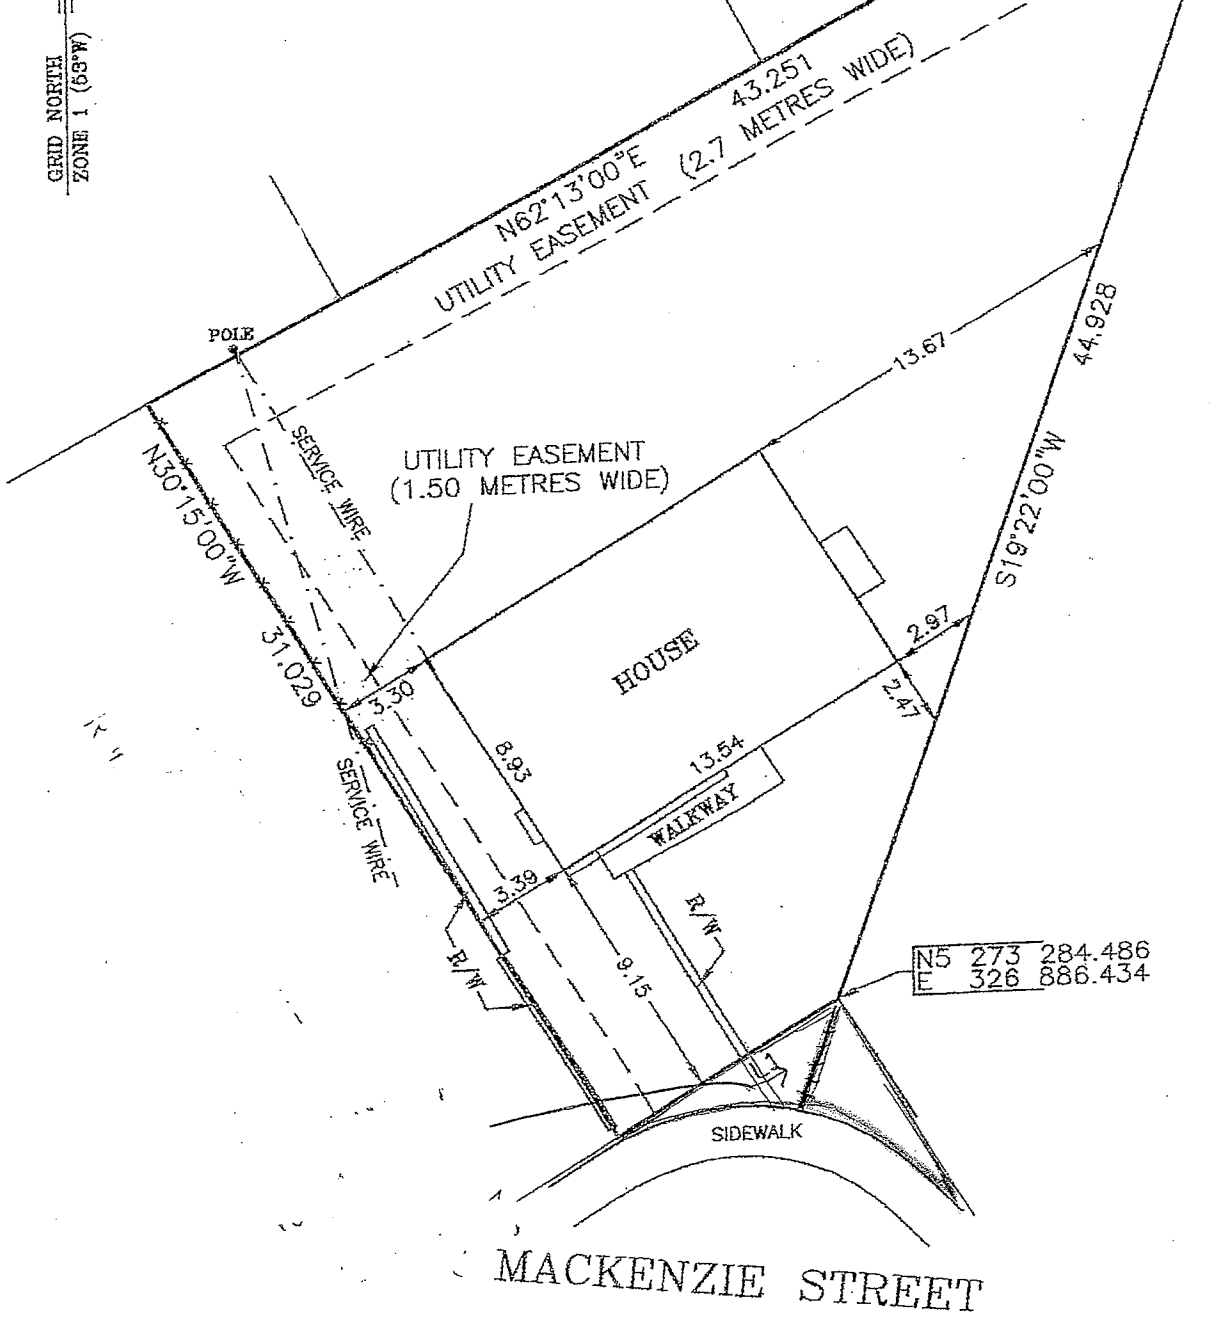 GRID NORTH
ZONE 1 (53°W)
43.251
N62°13'00"E
UTILITY EASEMENT (2.7 METRES WIDE)
POLE
13.67
44.928
S19°22'00"W
SERVICE WIRE
UTILITY EASEMENT
(1.50 METRES WIDE)
N30°15'00"W
31.029
HOUSE
2.97
2.47
3.30
8.93
13.54
WALKWAY
SERVICE WIRE
3.39
R/W
R/W
9.15
N5 273 284.486
E 326 886.434
SIDEWALK
MACKENZIE STREET